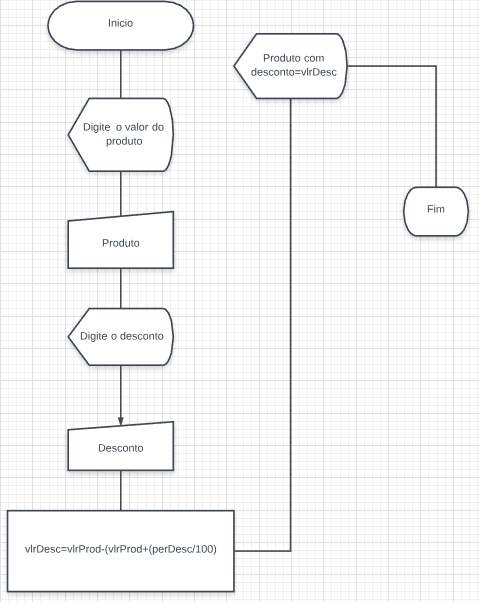 Inicio
Digite o valor do
produto
Produto
Digite o desconto
Desconto
vlrDesc=vlrProd-(vlrProd+(perDesc/100)
Produto com
desconto=vlrDesc
Fim